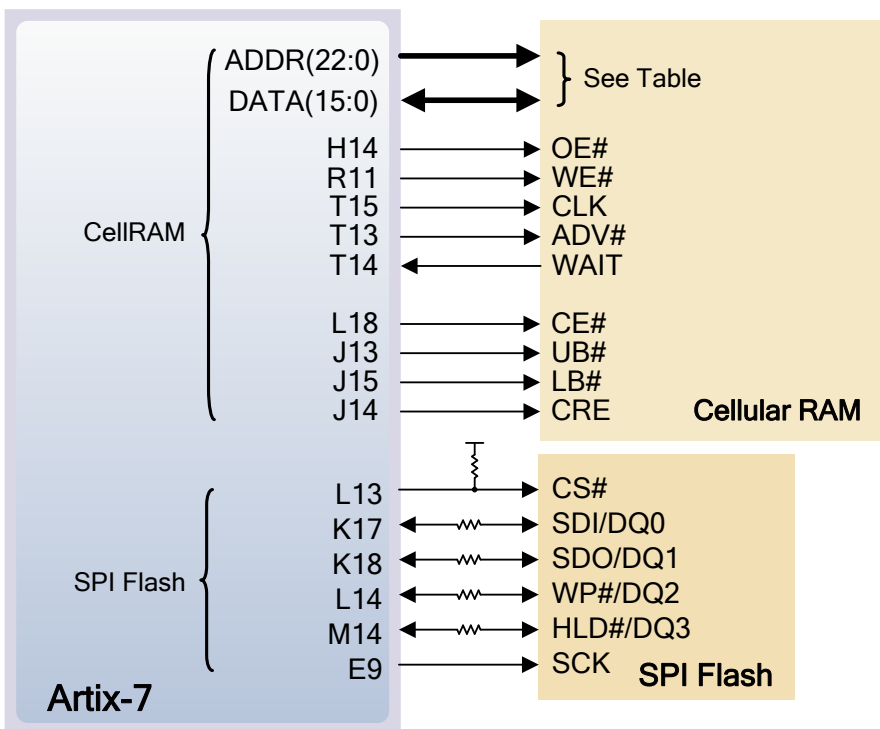 ADDR(22:0)
DATA(15:0)
See Table
H14 OE#
R11 WE#
T15 CLK
CellRAM
T13 ADV#
T14 WAIT
L18 CE#
J13 UB#
J15 LB#
J14 CRE
Cellular RAM
L13 CS#
K17 SDI/DQ0
K18 SDO/DQ1
SPI Flash
L14 WP#/DQ2
M14 HLD#/DQ3
E9 SCK
SPI Flash
Artix-7